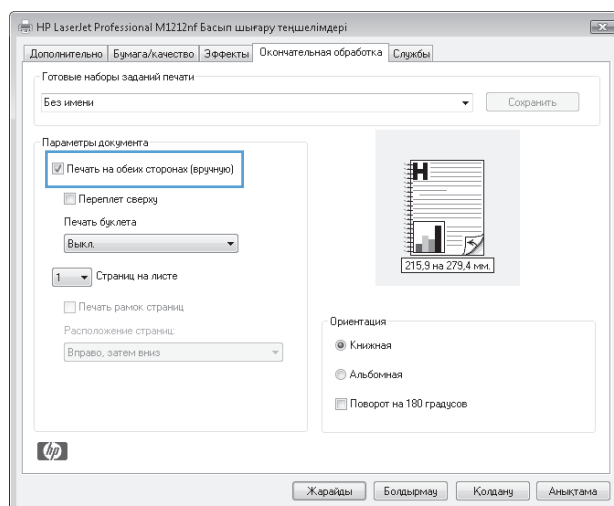 HP LaserJet Professional M1212nf Басып шығару теңшелімдері
Дополнительно Бумага/качество Эффекты Окончательная обработка Службы
Готовые наборы заданий печати
Без имени Сохранить
Параметры документа
Печать на обеих сторонах (вручную)
Переплет сверху
Печать буклета
Выкл.
1 Страниц на листе
Печать рамок страниц
Расположение страниц:
Вправо, затем вниз
H
215,9 на 279,4 мм.
Ориентация
Книжная
Альбомная
Поворот на 180 градусов
hp
Жарайды Болдырмау Қолдану Анықтама